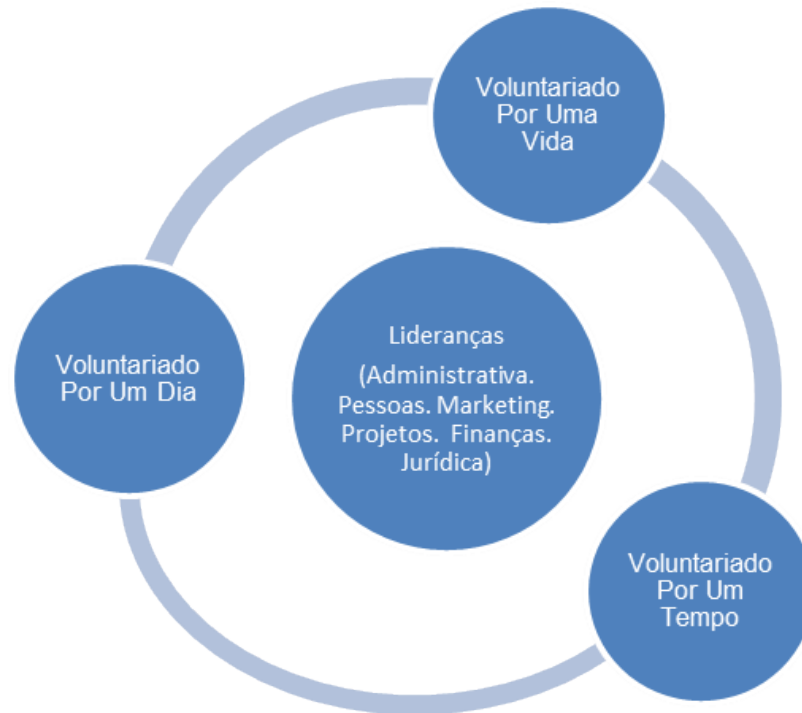 Voluntariado
Por Uma
Vida
Voluntariado
Por Um Dia
Lideranças
(Administrativa.
Pessoas. Marketing.
Projetos. Finanças.
Jurídica)
Voluntariado
Por Um
Tempo